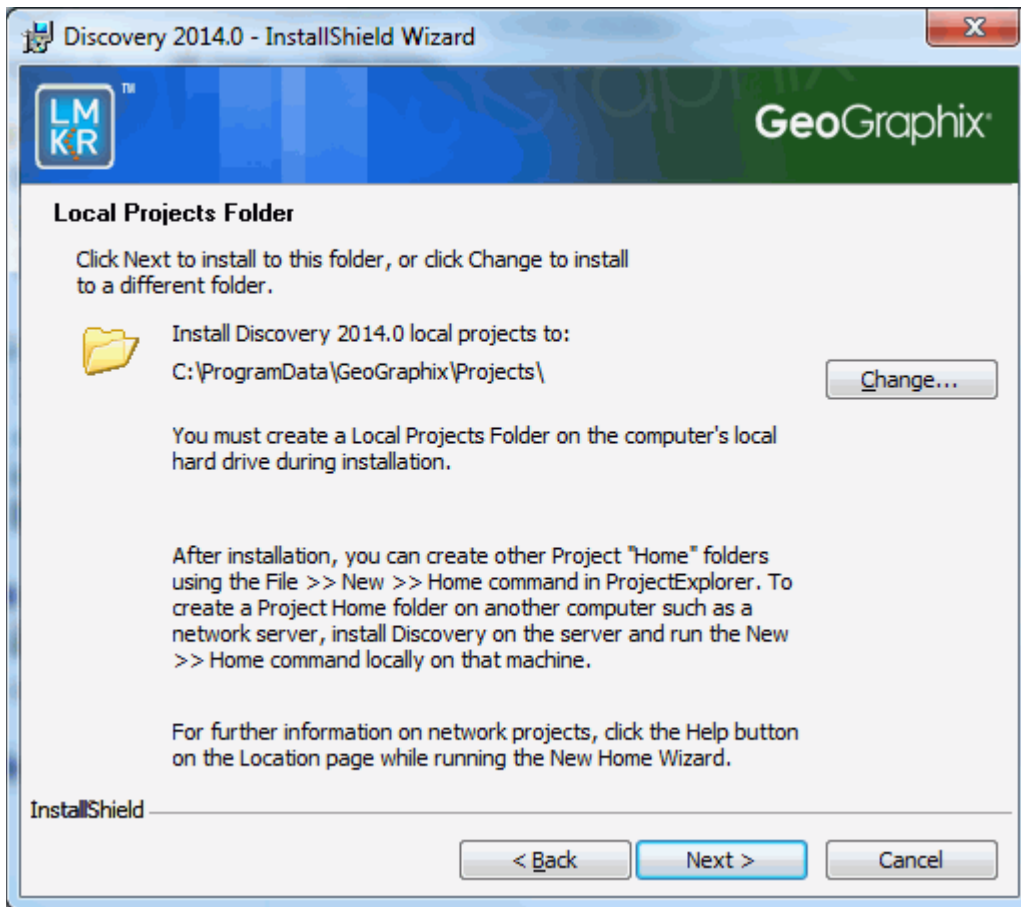 Discovery 2014.0 - InstallShield Wizard
LM
KR
TM
GeoGraphix
Local Projects Folder
Click Next to install to this folder, or click Change to install
to a different folder.
Install Discovery 2014.0 local projects to:
C:\ProgramData\GeoGraphix\Projects\
Change...
You must create a Local Projects Folder on the computer's local
hard drive during installation.
After installation, you can create other Project "Home" folders
using the File >> New >> Home command in ProjectExplorer. To
create a Project Home folder on another computer such as a
network server, install Discovery on the server and run the New
>> Home command locally on that machine.
For further information on network projects, click the Help button
on the Location page while running the New Home Wizard.
InstallShield
< Back
Next >
Cancel